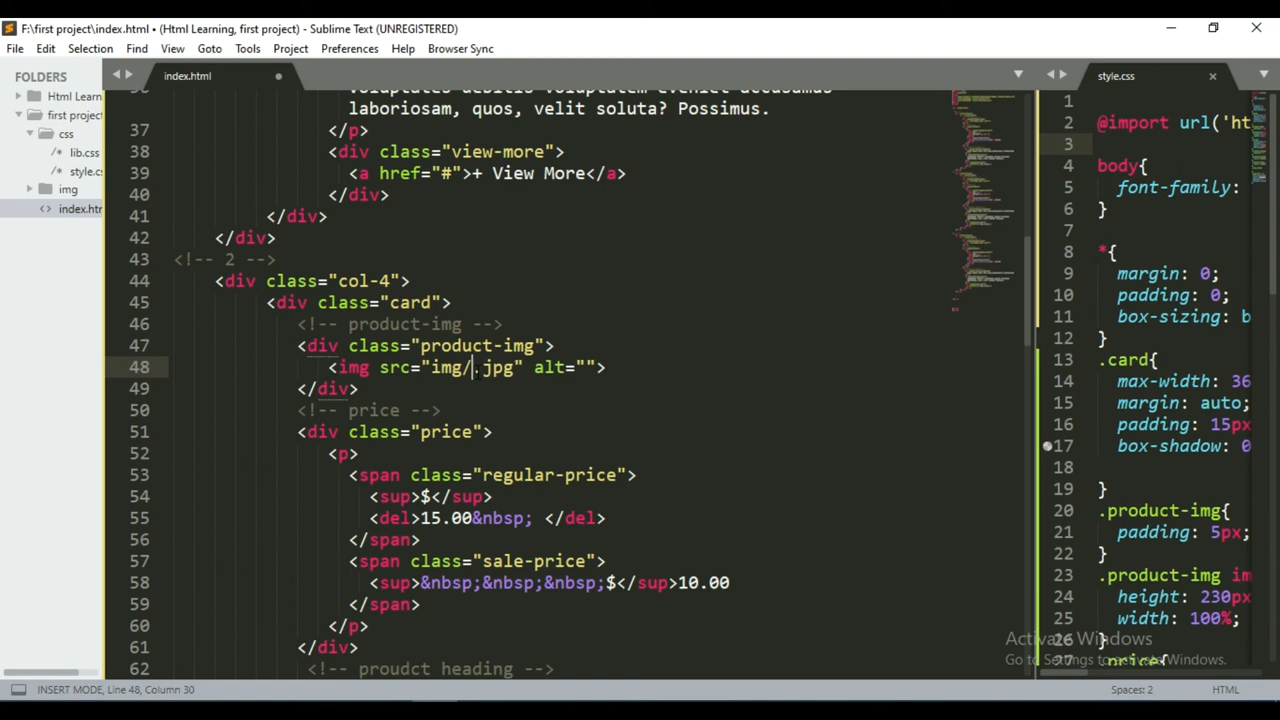 F:\first project\index.html • (Html Learning, first project) - Sublime Text (UNREGISTERED)
File Edit Selection Find View Goto Tools Project Preferences Help Browser Sync
FOLDERS
Html Learn
first project
css
/* lib.css
/* style.cs
img
<> index.htm
index.html
laboriosam, quos, velit soluta? Possimus.
37 </p>
38 <div class="view-more">
39 <a href="#">+ View More</a>
40 </div>
41 </div>
42 </div>
43 <!-- 2 -->
44 <div class="col-4">
45 <div class="card">
46 <!-- product-img -->
47 <div class="product-img">
48 <img src="img/.jpg" alt="">
49 </div>
50 <!-- price -->
51 <div class="price">
52 <p>
53 <span class="regular-price">
54 <sup>$</sup>
55 <del>15.00&nbsp; </del>
56 </span>
57 <span class="sale-price">
58 <sup>&nbsp;&nbsp;&nbsp;$</sup>10.00
59 </span>
60 </p>
61 </div>
62 <!-- proudct heading -->
style.css
1
2 @import url('ht
3
4 body{
5 font-family:
6 }
7
8 *{
9 margin: 0;
10 padding: 0;
11 box-sizing: b
12 }
13 .card{
14 max-width: 36
15 margin: auto;
16 padding: 15px
17 box-shadow: 0
18
19 }
20 .product-img{
21 padding: 5px;
22 }
23 .product-img im
24 height: 230px
25 width: 100%;
26 }
Activate Windows
Go to Settings to activate Windows.
INSERT MODE, Line 48, Column 30
Spaces: 2
HTML